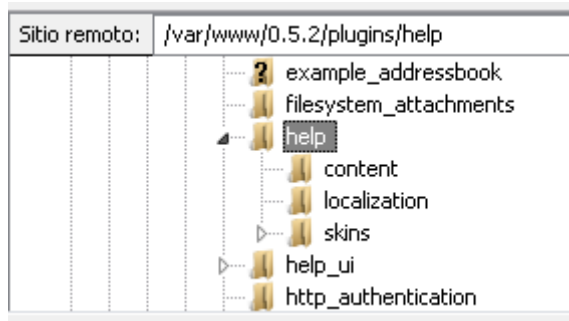 Sitio remoto: /var/www/0.5.2/plugins/help
example_addressbook
filesystem_attachments
help
content
localization
skins
help_ui
http_authentication